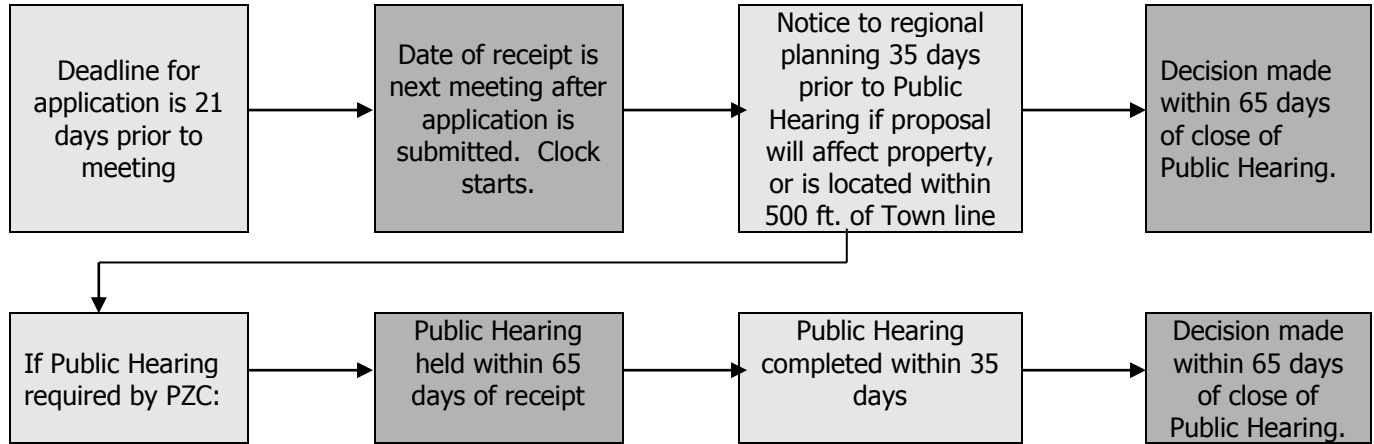 Deadline for
application is 21
days prior to
meeting
Date of receipt is
next meeting after
application is
submitted.  Clock
starts.
Notice to regional
planning 35 days
prior to Public
Hearing if proposal
will affect property,
or is located within
500 ft. of Town line
Decision made
within 65 days
of close of
Public Hearing.
If Public Hearing
required by PZC:
Public Hearing
held within 65
days of receipt
Public Hearing
completed within 35
days
Decision made
within 65 days
of close of
Public Hearing.